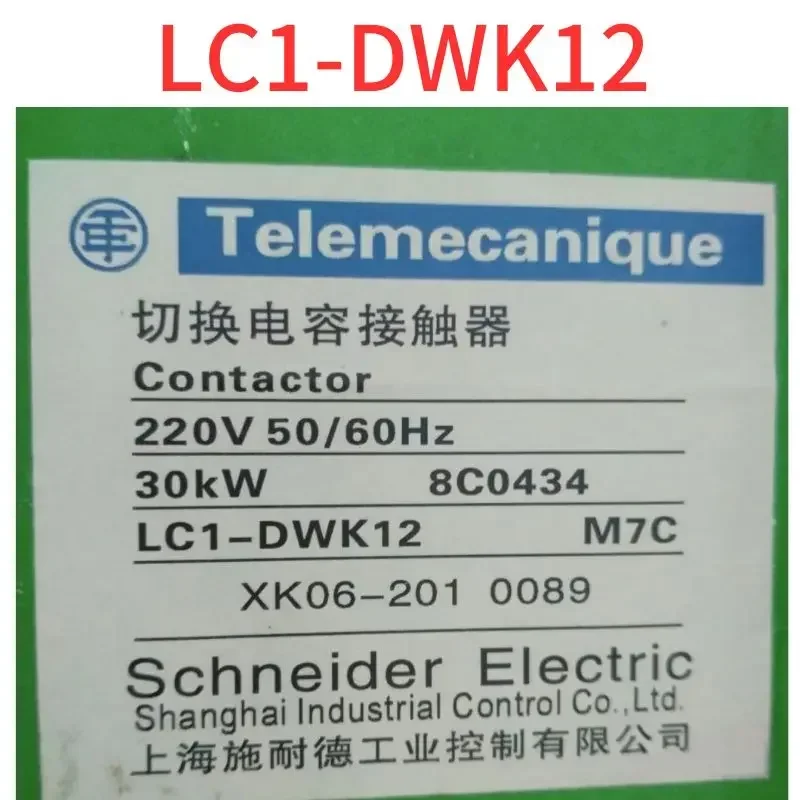 LC1-DWK12
Telemecanique
切换电容接触器
Contactor
220V 50/60Hz
30kW 8C0434
LC1-DWK12 M7C
XK06-201 0089
Schneider Electric
Shanghai Industrial Control Co.,Ltd.
上海施耐德工业控制有限公司